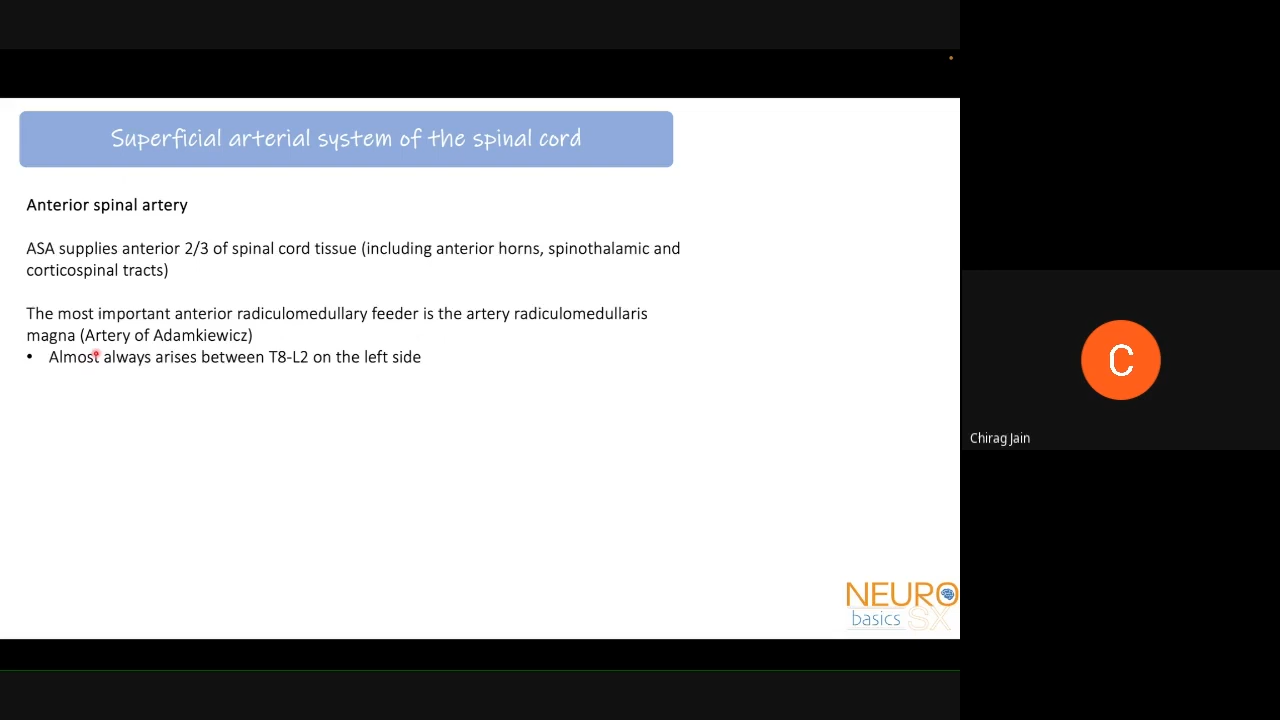 Superficial arterial system of the spinal cord
Anterior spinal artery
ASA supplies anterior 2/3 of spinal cord tissue (including anterior horns, spinothalamic and
corticospinal tracts)
The most important anterior radiculomedullary feeder is the artery radiculomedullaris
magna (Artery of Adamkiewicz)
• Almost always arises between T8-L2 on the left side
C
Chirag Jain
NEURO
basics SX